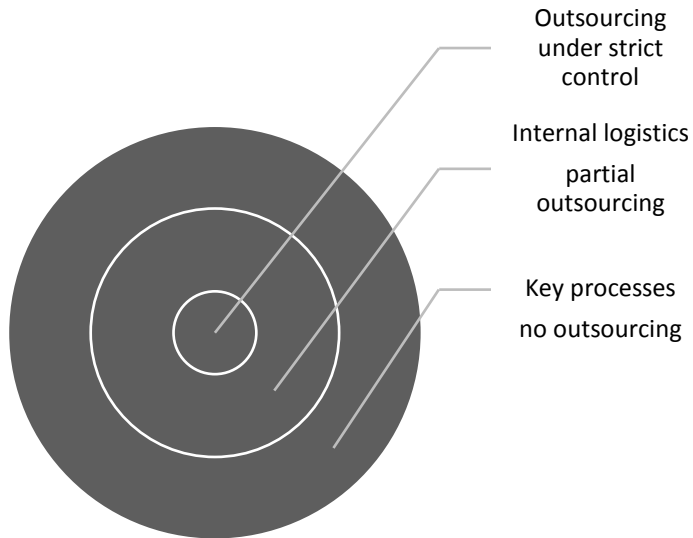 Outsourcing
under strict
control
Internal logistics
partial
outsourcing
Key processes
no outsourcing